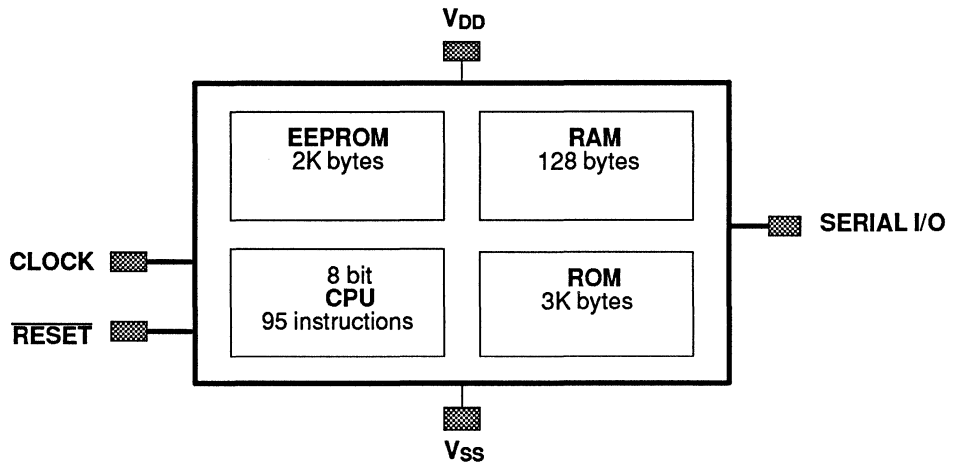 VDD
EEPROM
2K bytes
RAM
128 bytes
SERIAL I/O
CLOCK
8 bit
CPU
95 instructions
ROM
3K bytes
RESET
VSS